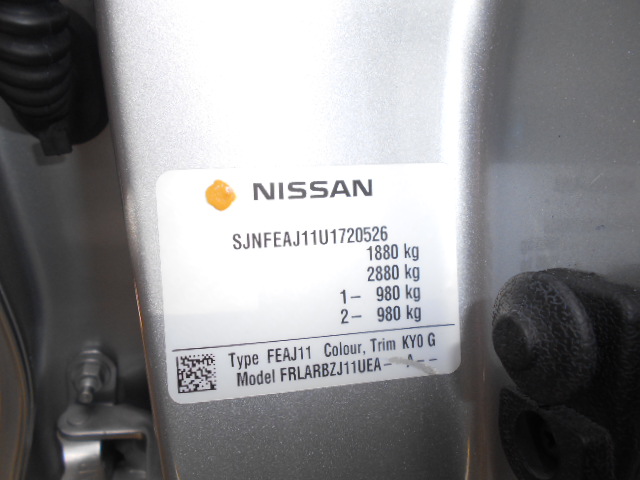 NISSAN
SJNFEAJ11U1720526
1880 kg
2880 kg
1- 980 kg
2- 980 kg
Type FEAJ11 Colour, Trim KY0 G
Model FRLARBZJ11UEA- -A- -